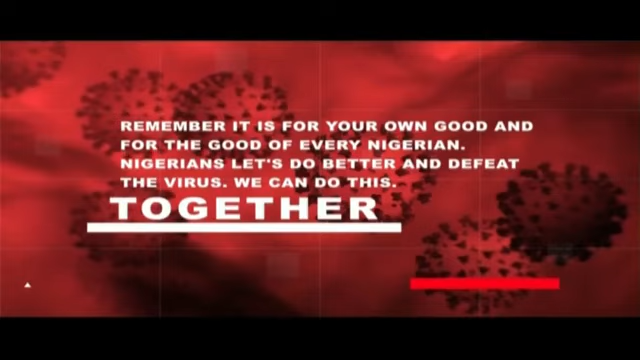 REMEMBER IT IS FOR YOUR OWN GOOD AND
FOR THE GOOD OF EVERY NIGERIAN.
NIGERIANS LET'S DO BETTER AND DEFEAT
THE VIRUS. WE CAN DO THIS.
TOGETHER